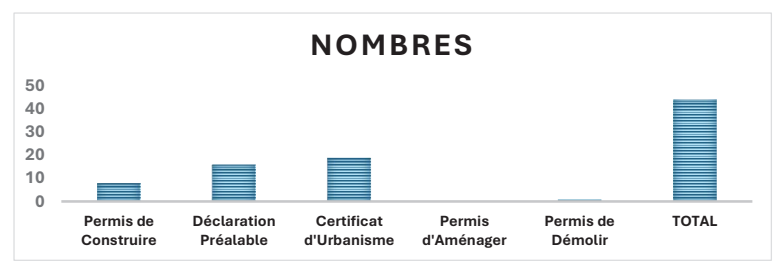 NOMBRES
50
40
30
20
10
0
Permis de Construire
Déclaration Préalable
Certificat d'Urbanisme
Permis d'Aménager
Permis de Démolir
TOTAL